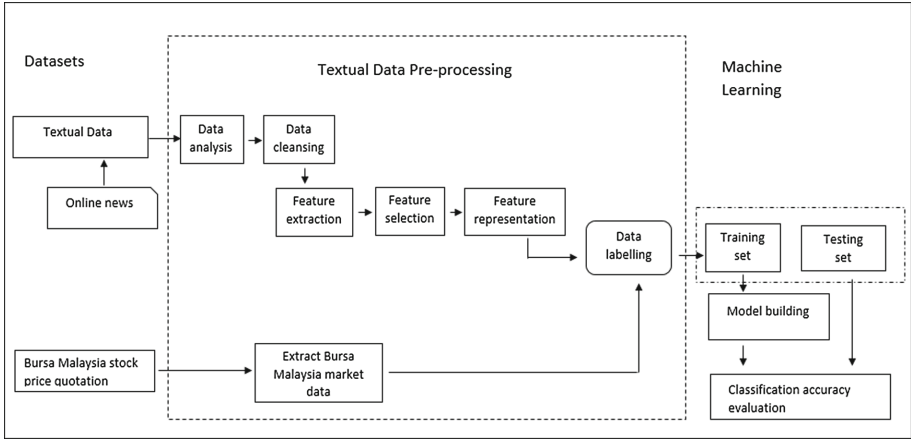 Datasets
Textual Data Pre-processing
Machine
Learning
Textual Data
Data
analysis
Data
cleansing
Online news
Feature
extraction
Feature
selection
Feature
representation
Data
labelling
Training
set
Testing
set
Model building
Bursa Malaysia stock
price quotation
Extract Bursa
Malaysia market
data
Classification accuracy
evaluation